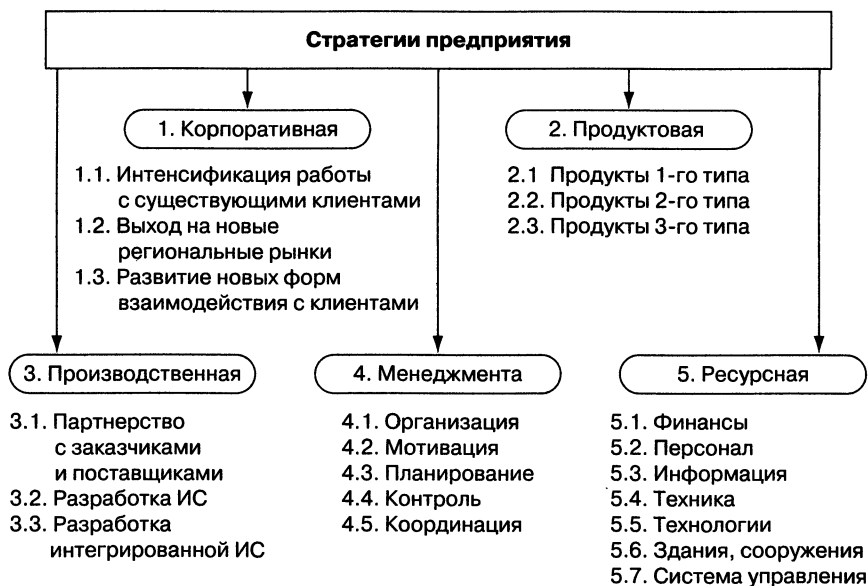 Стратегии предприятия
1. Корпоративная
1.1. Интенсификация работы
с существующими клиентами
1.2. Выход на новые
региональные рынки
1.3. Развитие новых форм
взаимодействия с клиентами
2. Продуктовая
2.1 Продукты 1-го типа
2.2. Продукты 2-го типа
2.3. Продукты 3-го типа
3. Производственная
3.1. Партнерство
с заказчиками
и поставщиками
3.2. Разработка ИС
3.3. Разработка
интегрированной ИС
4. Менеджмента
4.1. Организация
4.2. Мотивация
4.3. Планирование
4.4. Контроль
4.5. Координация
5. Ресурсная
5.1. Финансы
5.2. Персонал
5.3. Информация
5.4. Техника
5.5. Технологии
5.6. Здания, сооружения
5.7. Система управления